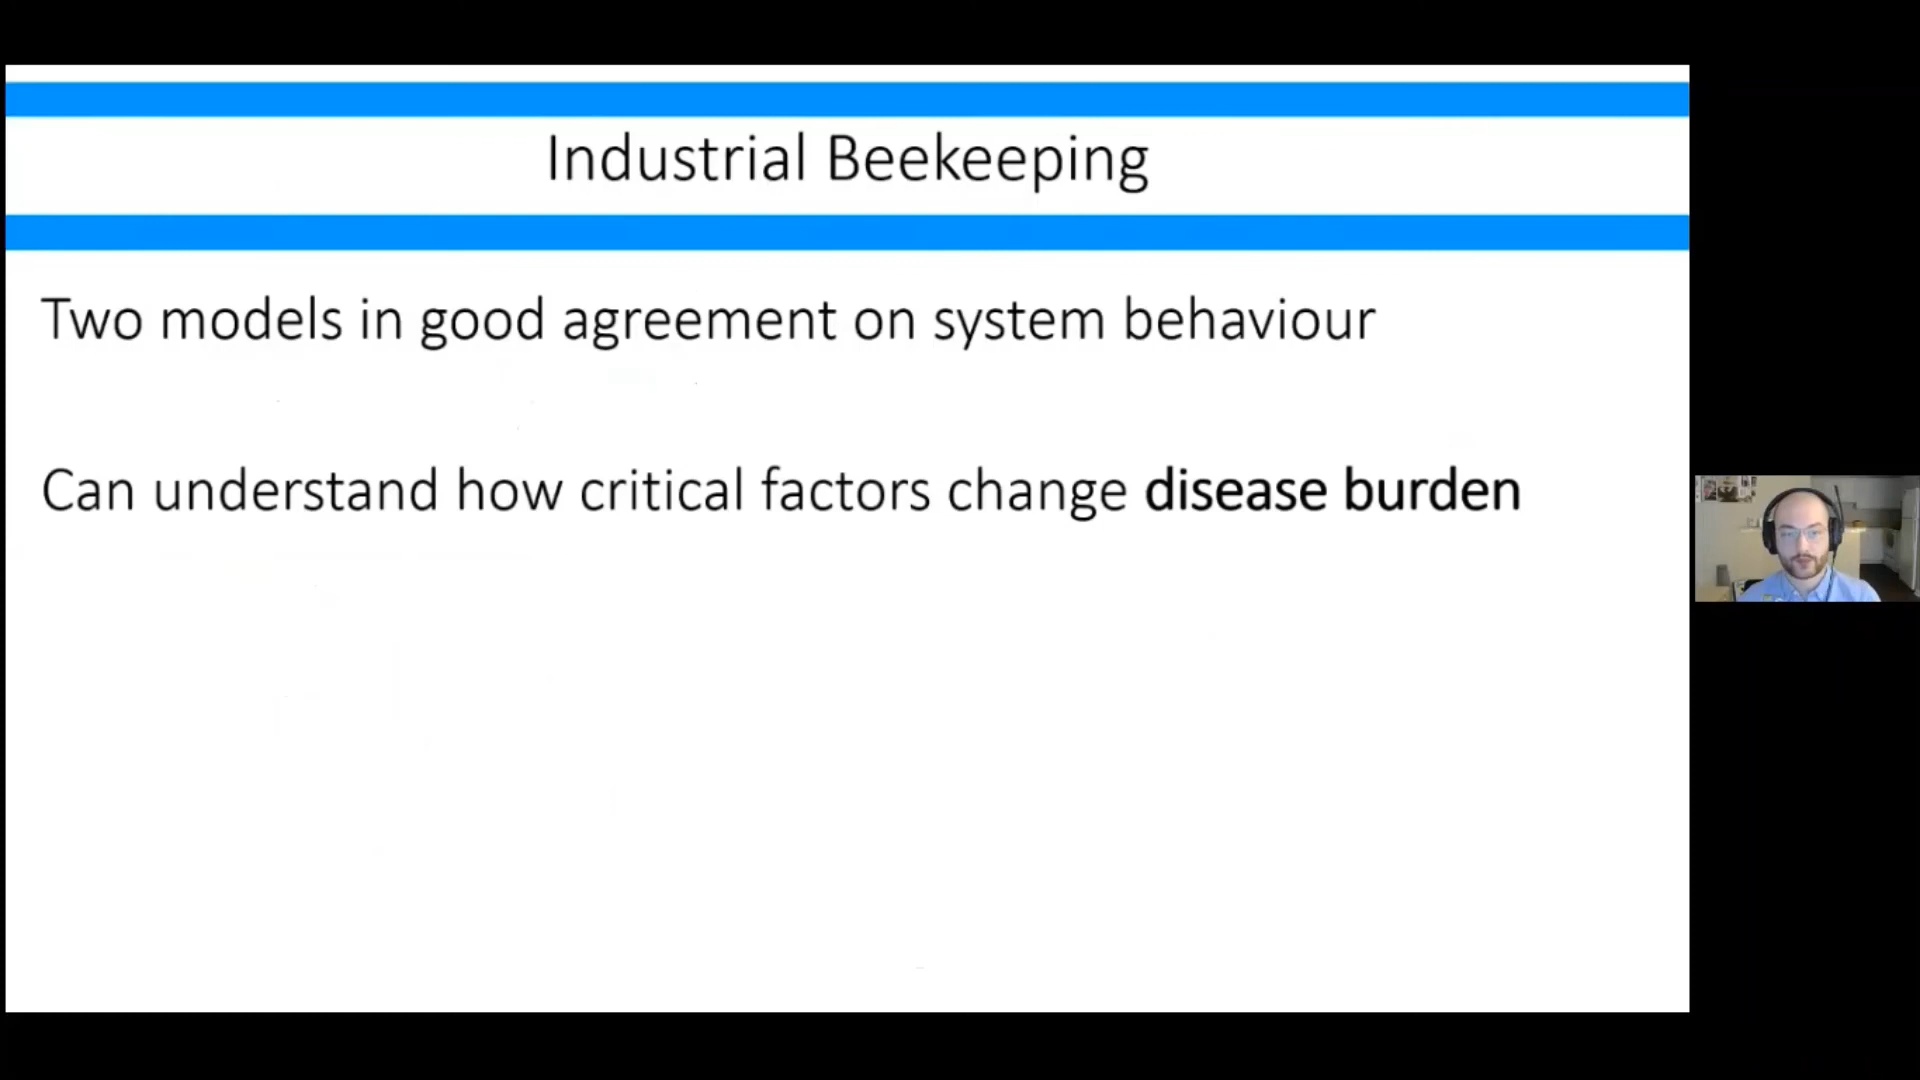 Industrial Beekeeping
Two models in good agreement on system behaviour
Can understand how critical factors change disease burden